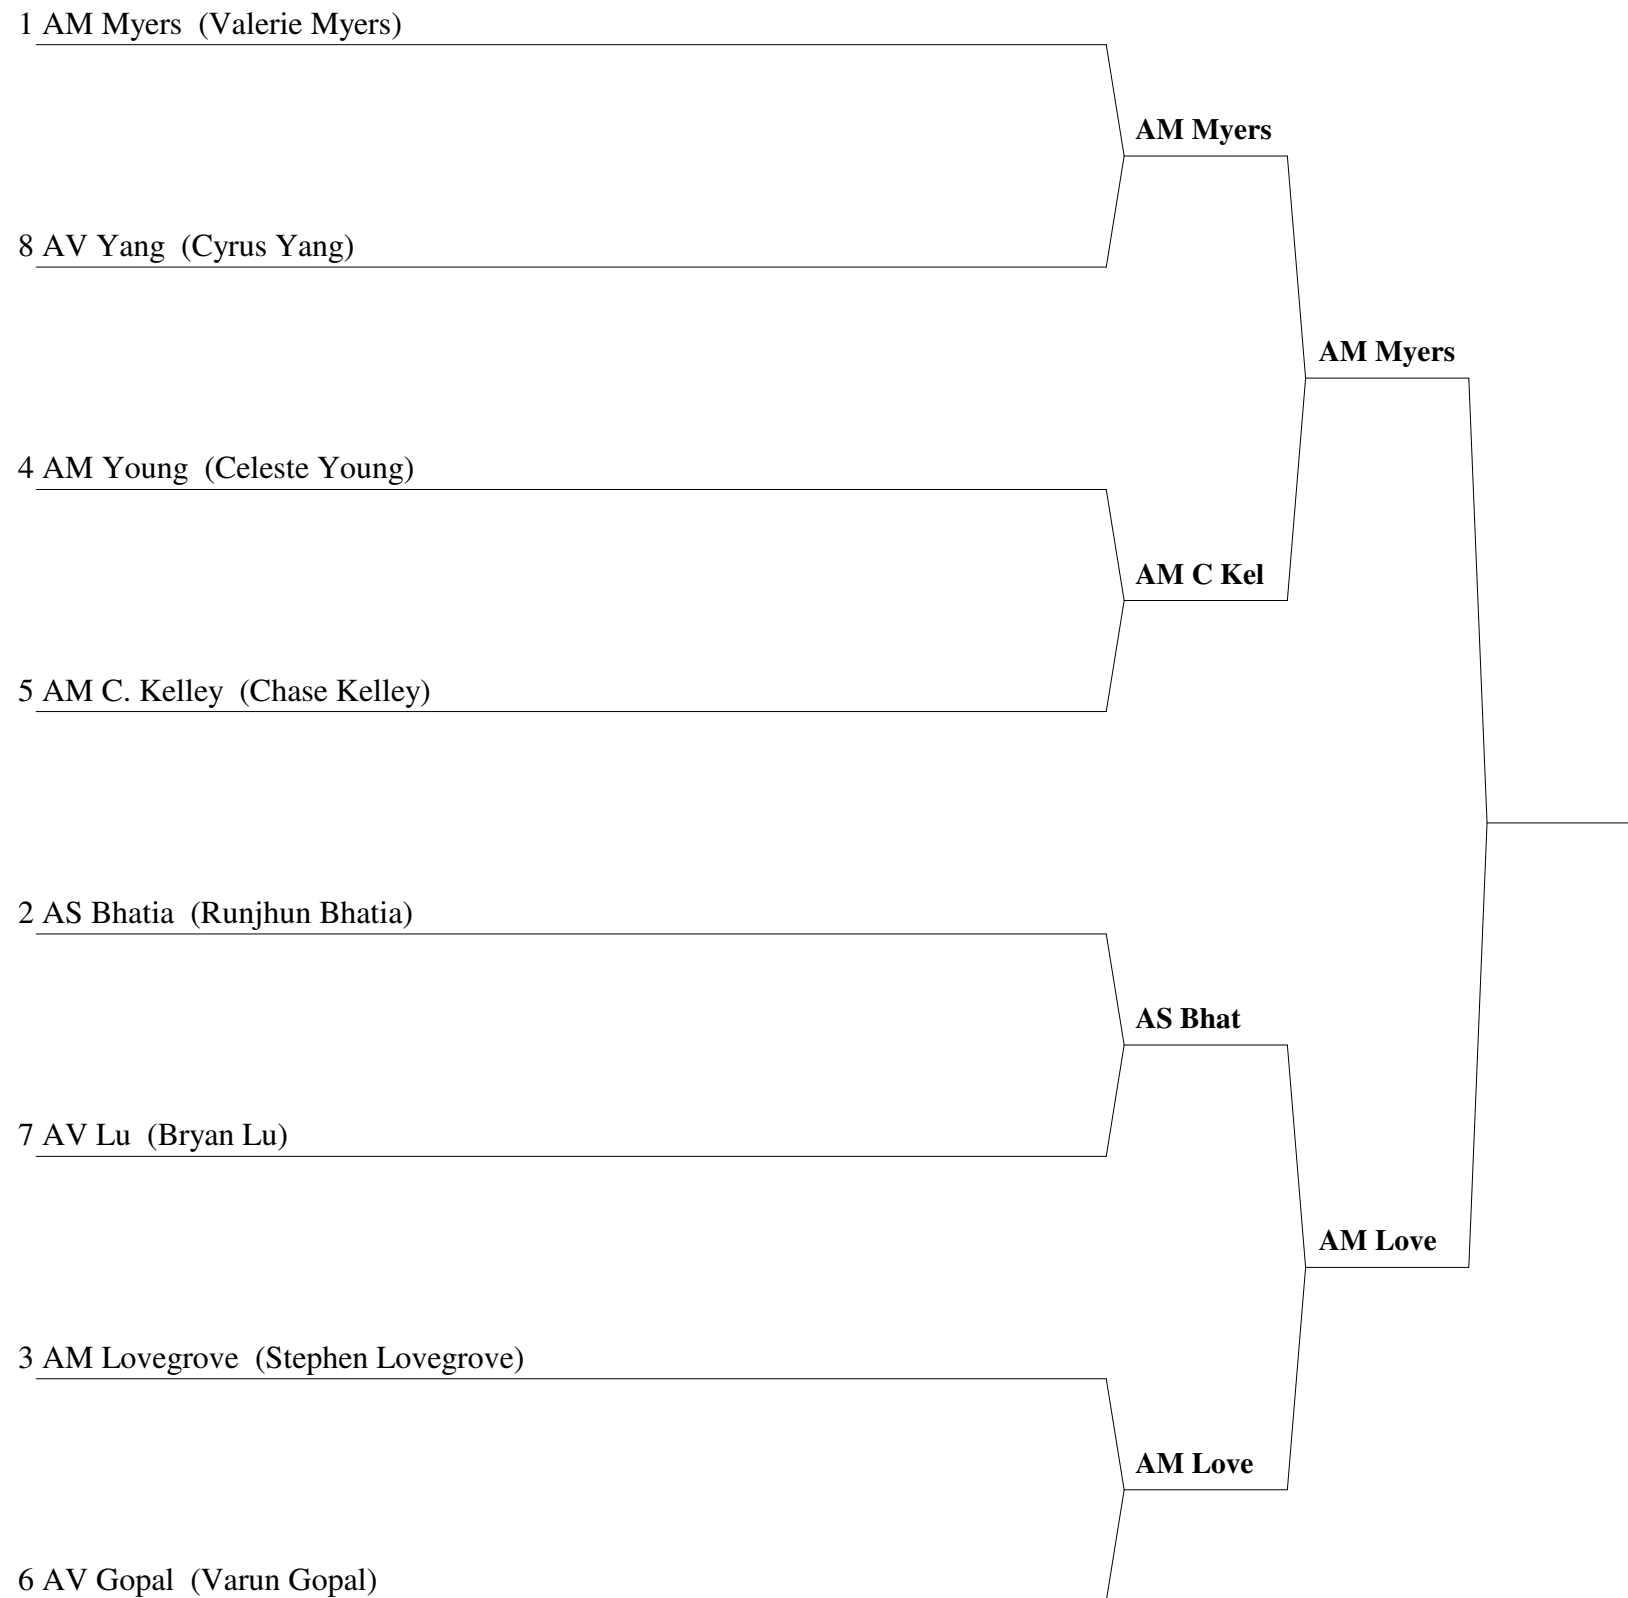 1 AM Myers (Valerie Myers)
AM Myers
8 AV Yang (Cyrus Yang)
AM Myers
4 AM Young (Celeste Young)
AM C Kel
5 AM C. Kelley (Chase Kelley)
2 AS Bhatia (Runjhun Bhatia)
AS Bhat
7 AV Lu (Bryan Lu)
AM Love
3 AM Lovegrove (Stephen Lovegrove)
AM Love
6 AV Gopal (Varun Gopal)